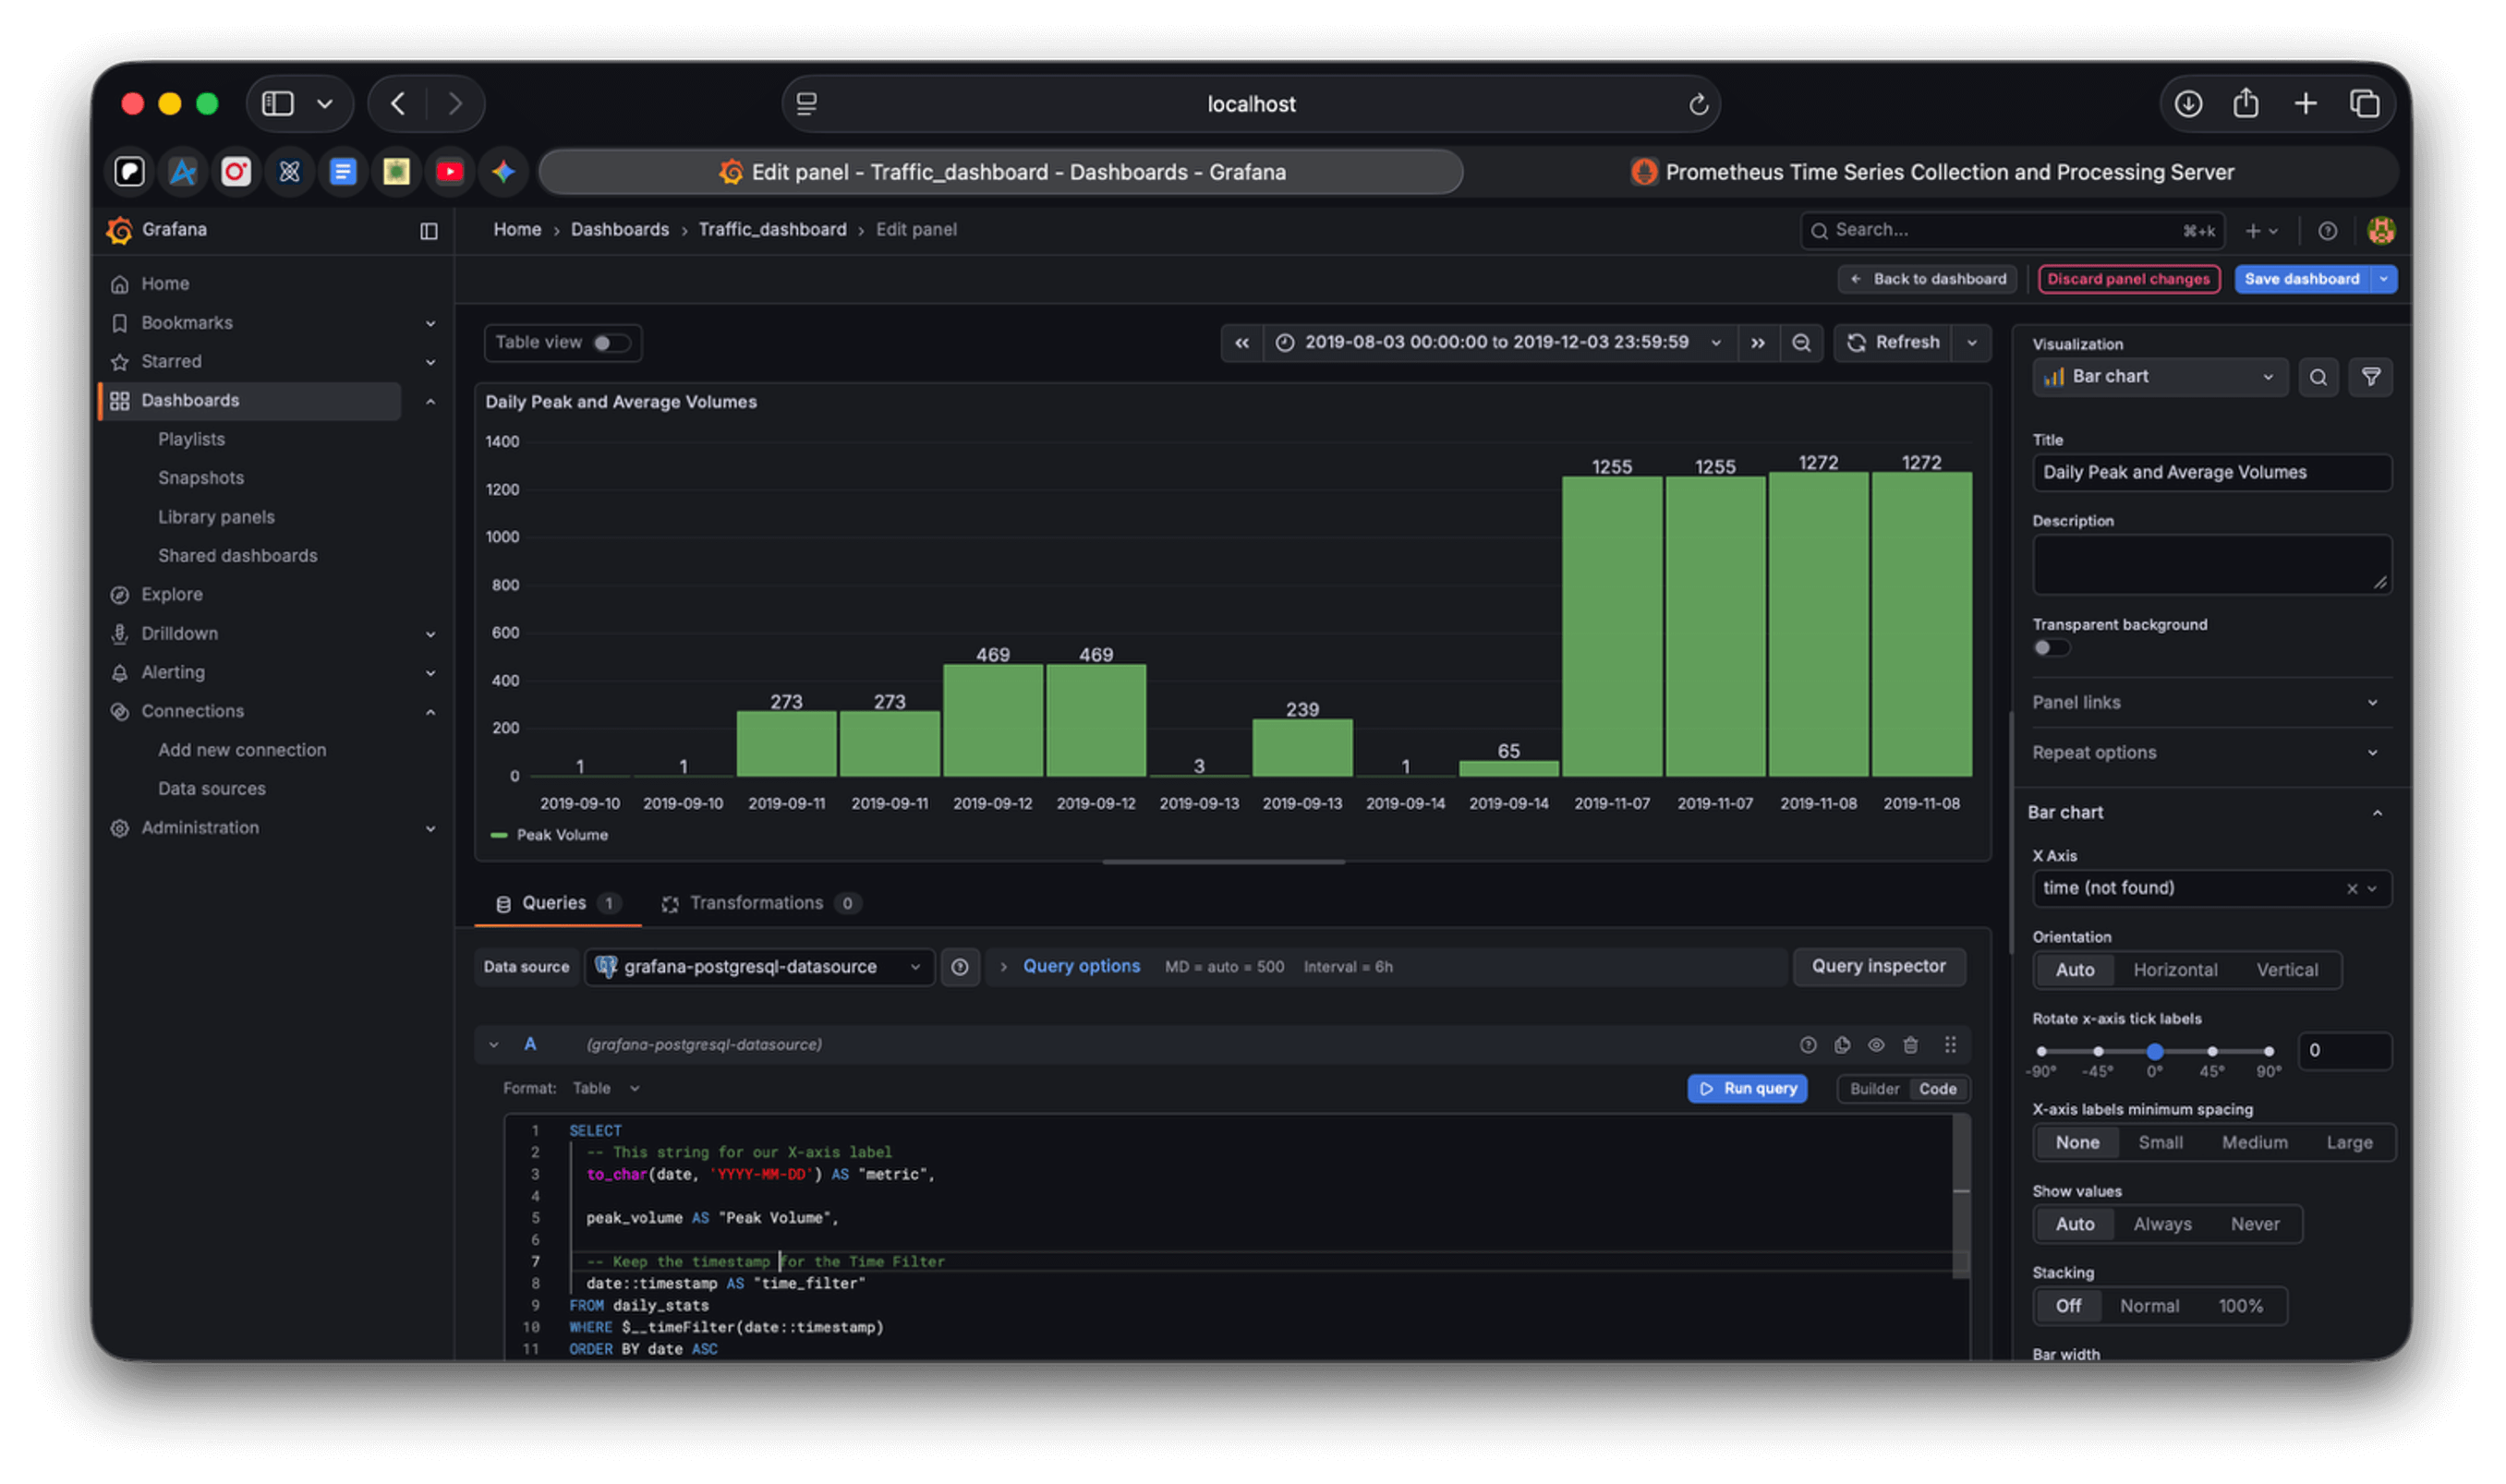 localhost
Edit panel - Traffic_dashboard - Dashboards - Grafana
Prometheus Time Series Collection and Processing Server
Grafana
Home › Dashboards › Traffic_dashboard › Edit panel
Search...
⌘+k
Back to dashboard
Discard panel changes
Save dashboard
Home
Bookmarks
Starred
Dashboards
Playlists
Snapshots
Library panels
Shared dashboards
Explore
Drilldown
Alerting
Connections
Add new connection
Data sources
Administration
Table view
2019-08-03 00:00:00 to 2019-12-03 23:59:59
Refresh
Daily Peak and Average Volumes
1400
1200
1000
800
600
400
200
0
1 1 273 273 469 469 3 239 1 65 1255 1255 1272 1272
2019-09-10 2019-09-10 2019-09-11 2019-09-11 2019-09-12 2019-09-12 2019-09-13 2019-09-13 2019-09-14 2019-09-14 2019-11-07 2019-11-07 2019-11-08 2019-11-08
Peak Volume
Queries 1
Transformations 0
Data source
grafana-postgresql-datasource
Query options MD = auto = 500 Interval = 6h
Query inspector
A (grafana-postgresql-datasource)
Format: Table
Run query
Builder Code
1 SELECT
2 -- This string for our X-axis label
3 to_char(date, 'YYYY-MM-DD') AS "metric",
4
5 peak_volume AS "Peak Volume",
6
7 -- Keep the timestamp for the Time Filter
8 date::timestamp AS "time_filter"
9 FROM daily_stats
10 WHERE $__timeFilter(date::timestamp)
11 ORDER BY date ASC
Visualization
Bar chart
Title
Daily Peak and Average Volumes
Description
Transparent background
Panel links
Repeat options
Bar chart
X Axis
time (not found)
Orientation
Auto Horizontal Vertical
Rotate x-axis tick labels
0
-90° -45° 0° 45° 90°
X-axis labels minimum spacing
None Small Medium Large
Show values
Auto Always Never
Stacking
Off Normal 100%
Bar width